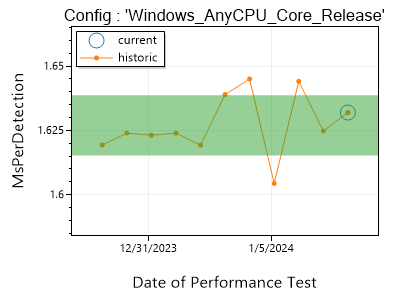 Config : 'Windows_AnyCPU_Core_Release'
current
historic
1.65
1.625
1.6
MsPerDetection
12/31/2023
1/5/2024
Date of Performance Test